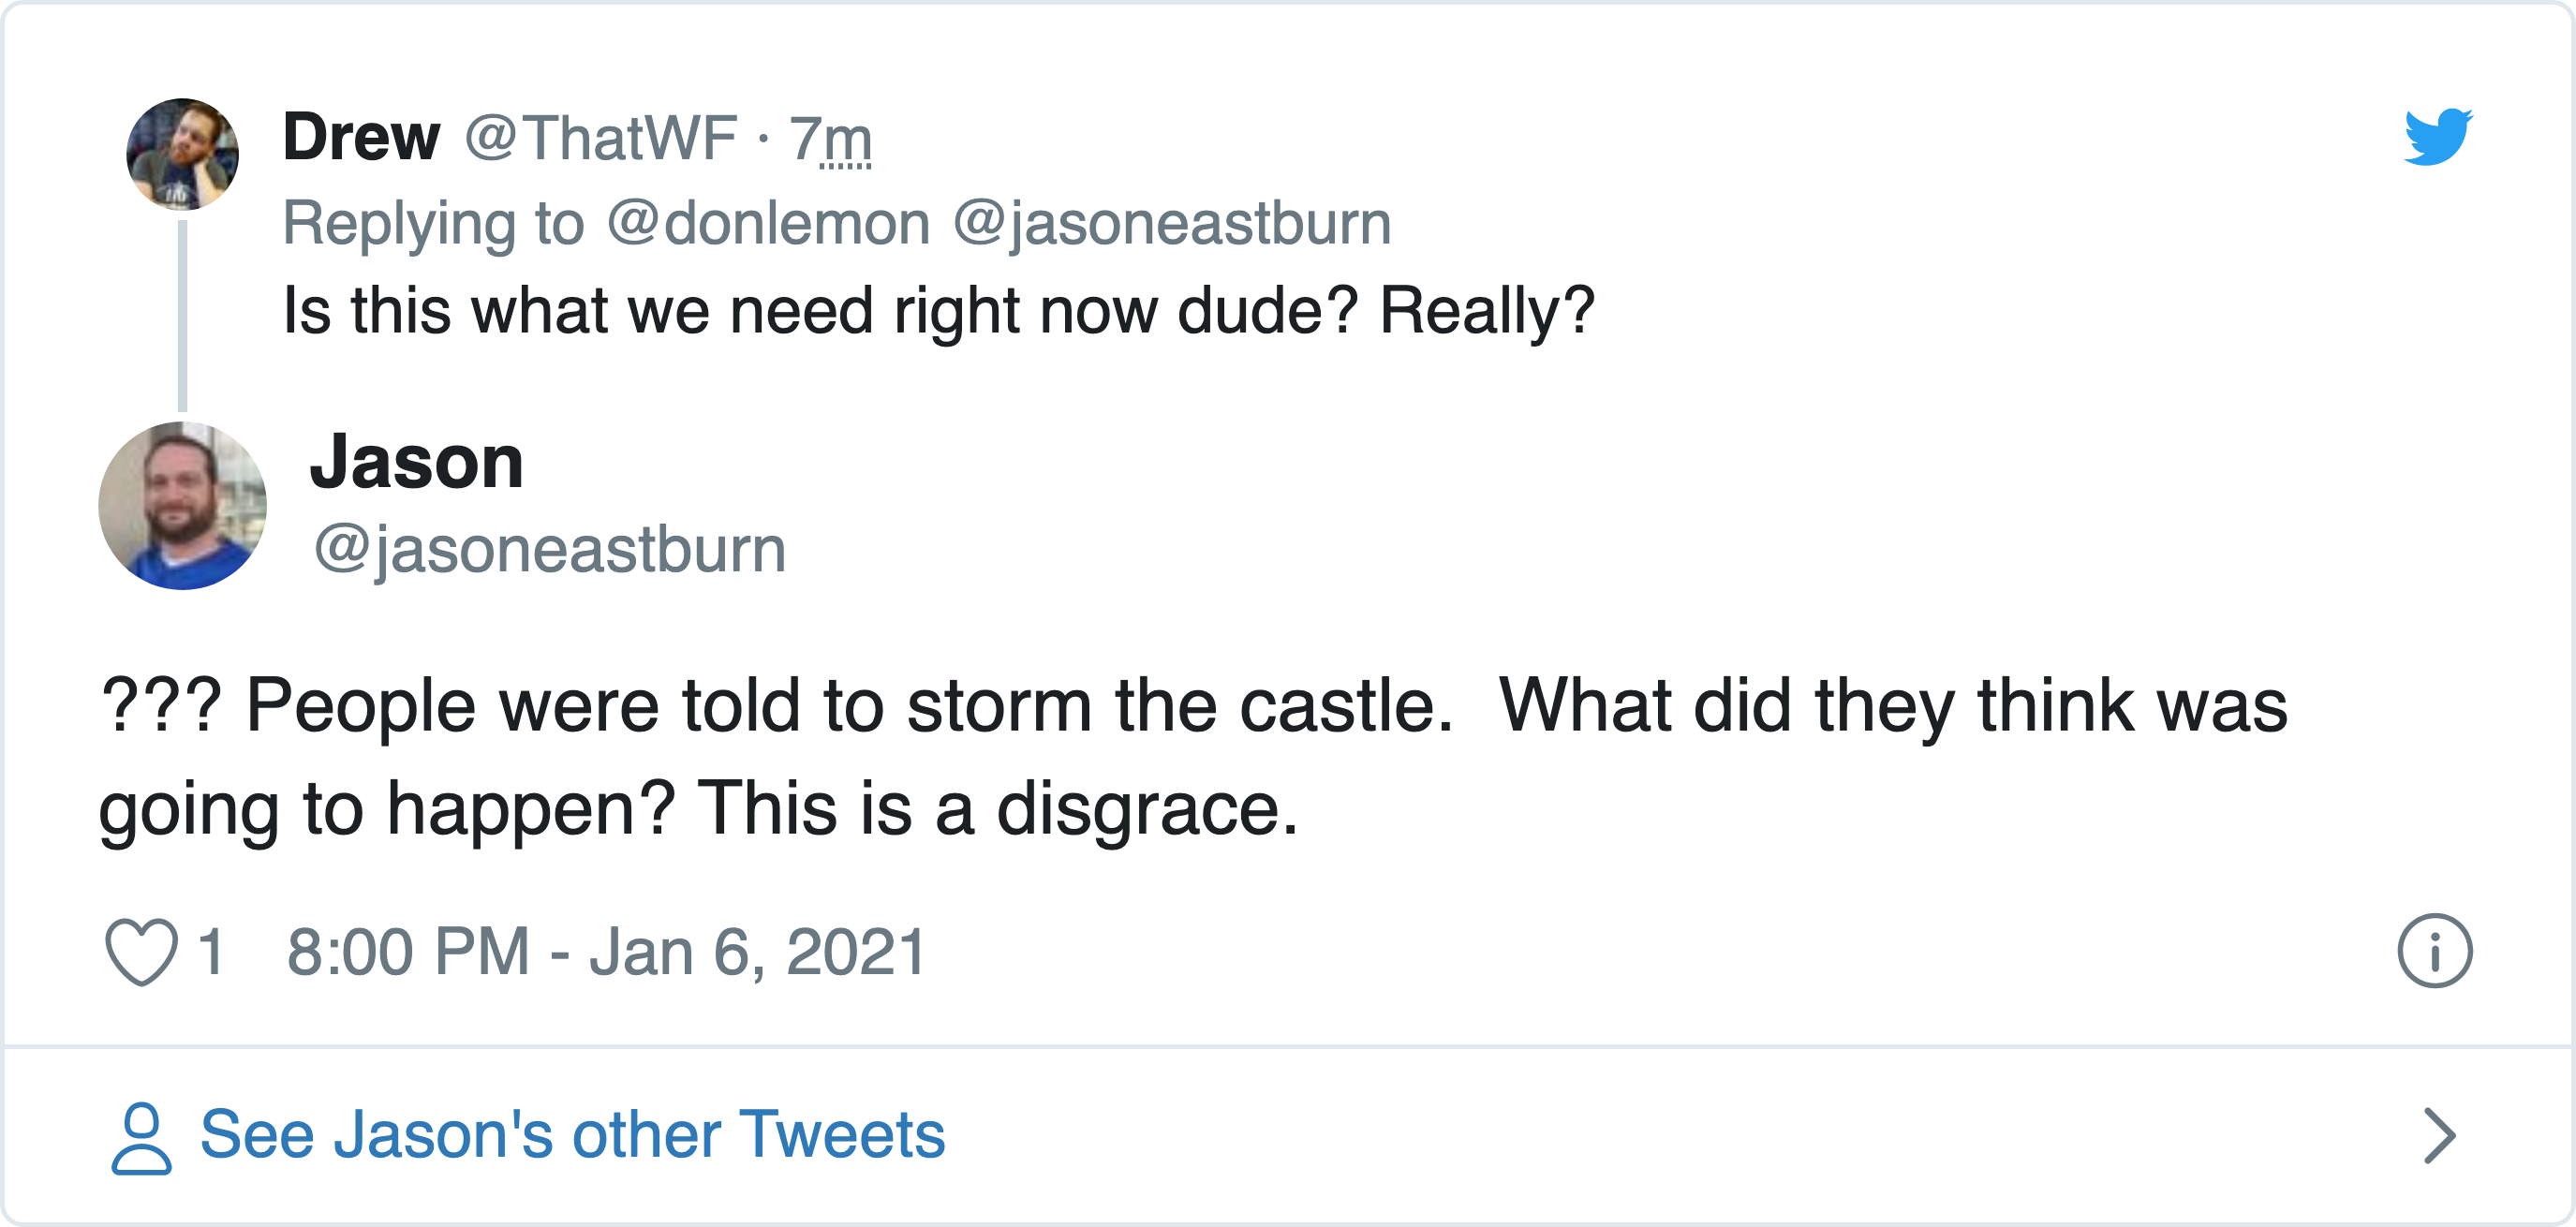 Drew @ThatWF · 7m
Replying to @donlemon @jasoneastburn
Is this what we need right now dude? Really?
Jason
@jasoneastburn
??? People were told to storm the castle.  What did they think was
going to happen? This is a disgrace.
1 8:00 PM - Jan 6, 2021
See Jason's other Tweets